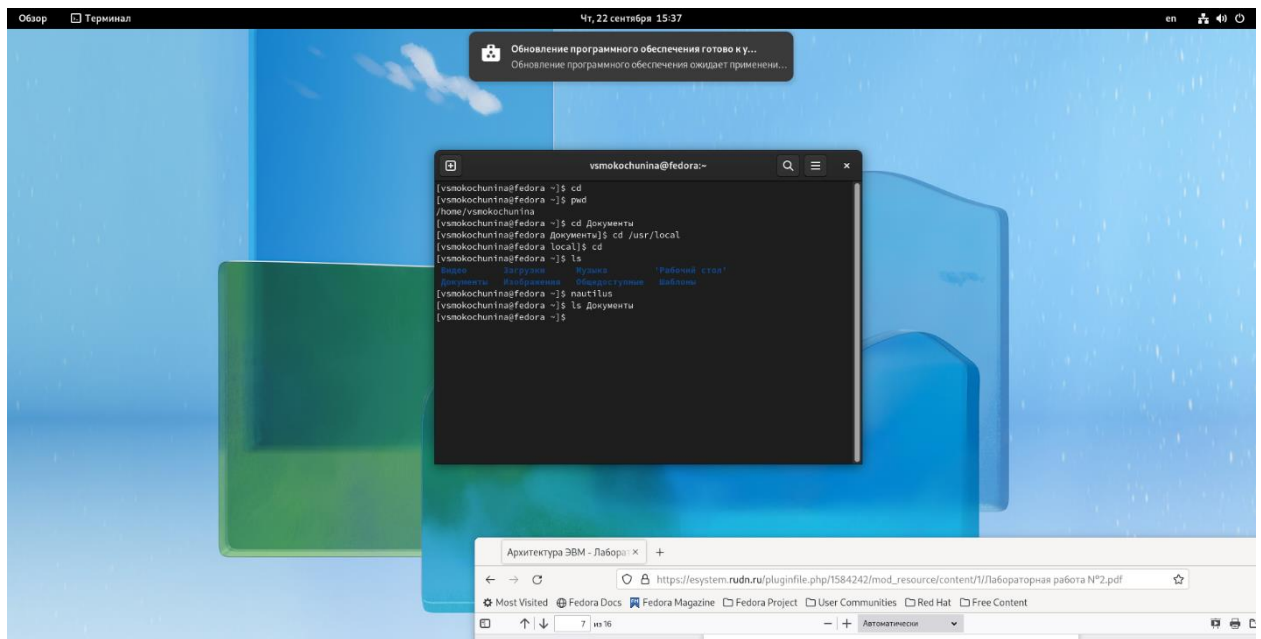 Обзор Терминал Чт, 22 сентября 15:37 en
Обновление программного обеспечения готово к у...
Обновление программного обеспечения ожидает применени...
vsmokochunina@fedora:~
[vsmokochunina@fedora ~]$ cd
[vsmokochunina@fedora ~]$ pwd
/home/vsmokochunina
[vsmokochunina@fedora ~]$ cd Документы
[vsmokochunina@fedora Документы]$ cd /usr/local
[vsmokochunina@fedora local]$ cd
[vsmokochunina@fedora ~]$ ls
Видео Загрузки Музыка 'Рабочий стол'
Документы Изображения Общедоступные Шаблоны
[vsmokochunina@fedora ~]$ nautilus
[vsmokochunina@fedora ~]$ ls Документы
[vsmokochunina@fedora ~]$
Архитектура ЭВМ - Лаборат
https://esystem.rudn.ru/pluginfile.php/1584242/mod_resource/content/1/Лабораторная работа №2.pdf
Most Visited Fedora Docs Fedora Magazine Fedora Project User Communities Red Hat Free Content
7 из 16 Автоматически